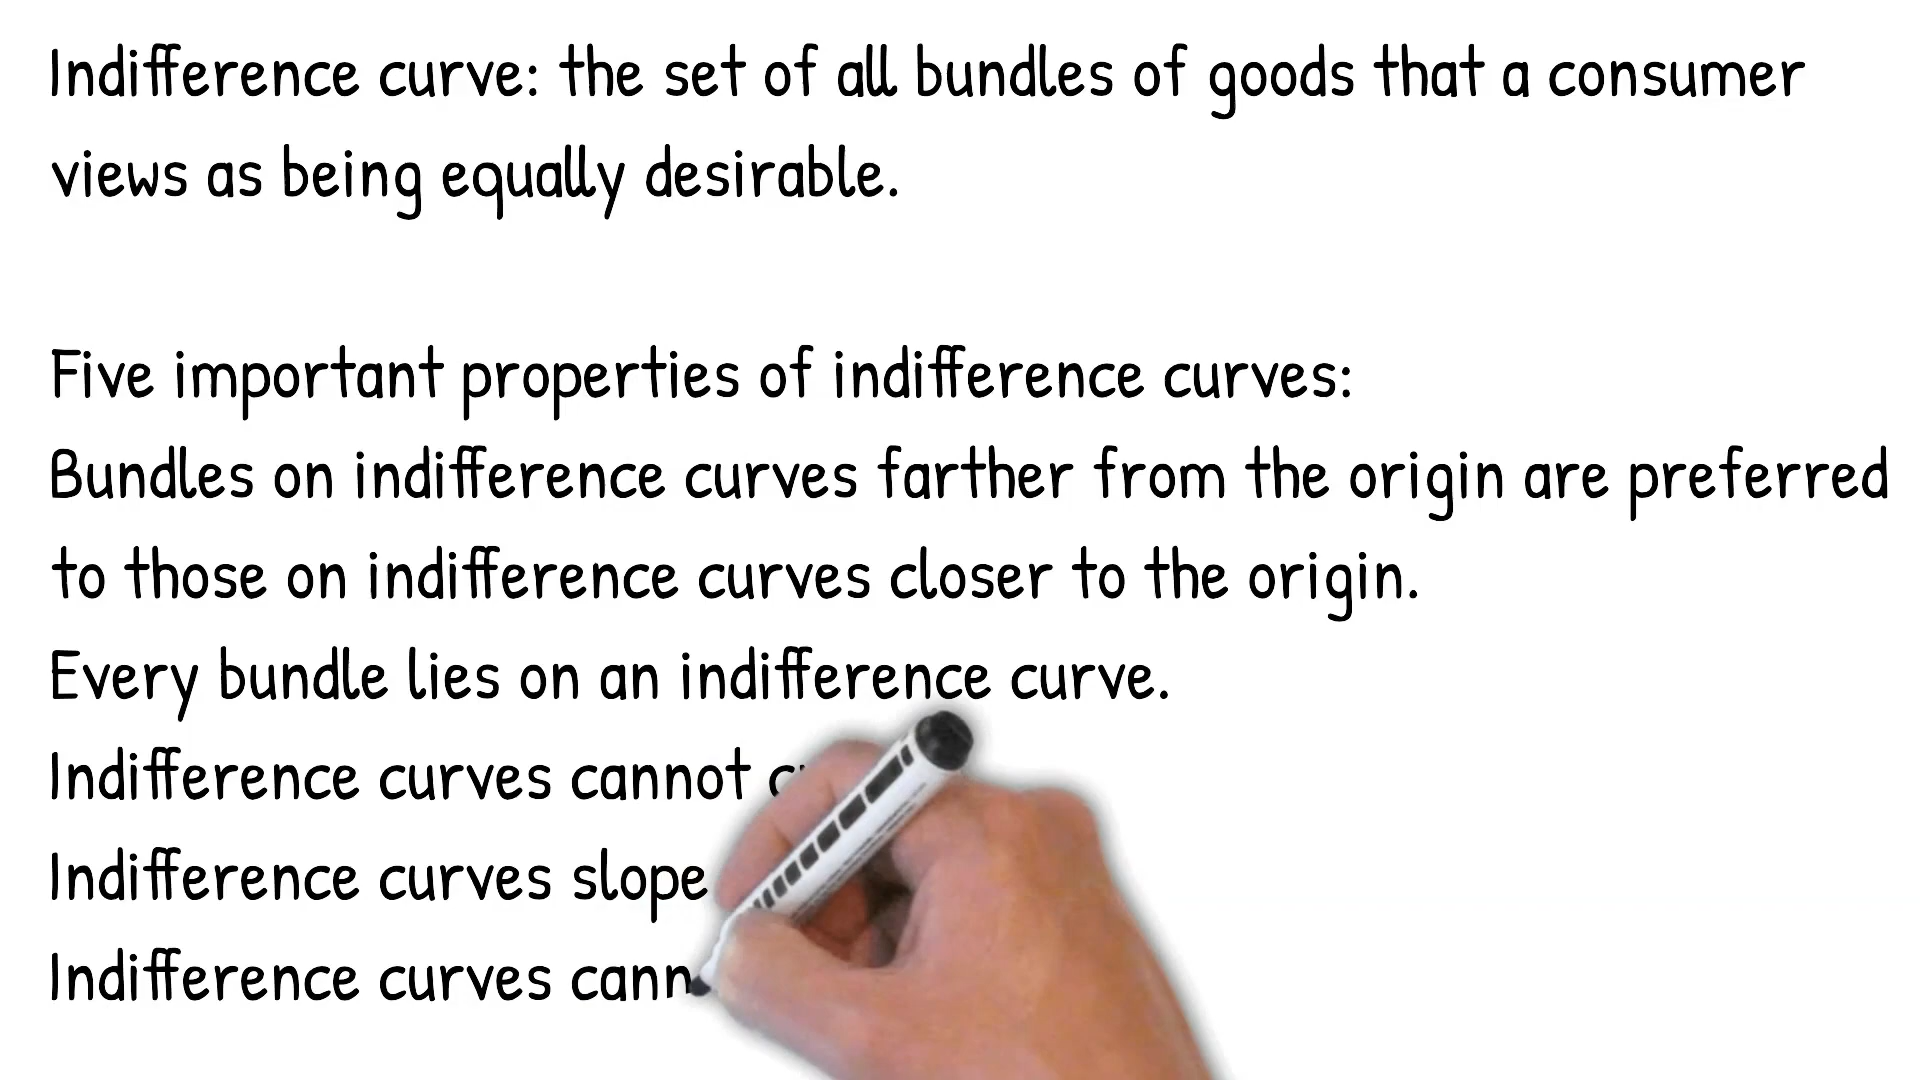 Indifference curve: the set of all bundles of goods that a consumer
views as being equally desirable.
Five important properties of indifference curves:
Bundles on indifference curves farther from the origin are preferred
to those on indifference curves closer to the origin.
Every bundle lies on an indifference curve.
Indifference curves cannot
Indifference curves slope
Indifference curves cann